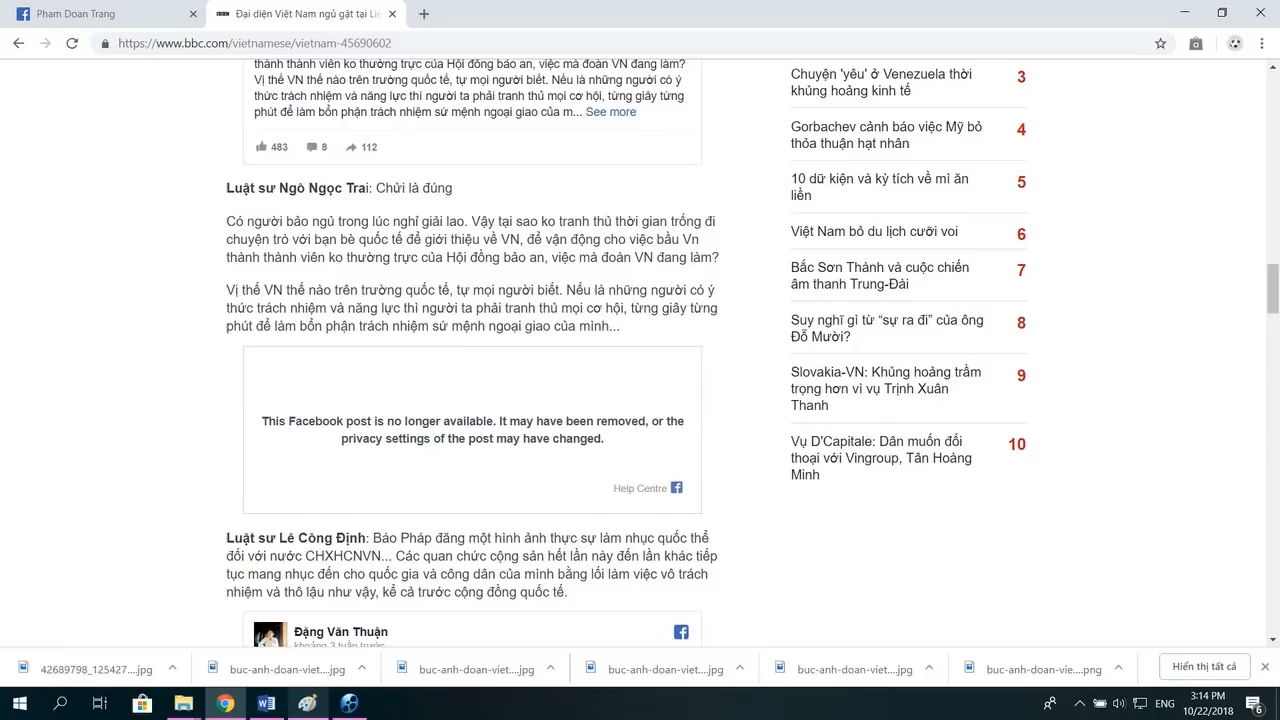 Pham Doan Trang
BBC
Đại diện Việt Nam ngủ gật tại Liê
https://www.bbc.com/vietnamese/vietnam-45690602
thành thành viên ko thường trực của Hội đồng bảo an, việc mà đoàn VN đang làm?
Vị thế VN thế nào trên trường quốc tế, tự mọi người biết. Nếu là những người có ý
thức trách nhiệm và năng lực thì người ta phải tranh thủ mọi cơ hội, từng giây từng
phút để làm bổn phận trách nhiệm sứ mệnh ngoại giao của m... See more
483 8 112
Luật sư Ngô Ngọc Trai: Chửi là đúng
Có người bảo ngủ trong lúc nghỉ giải lao. Vậy tại sao ko tranh thủ thời gian trống đi
chuyện trò với bạn bè quốc tế để giới thiệu về VN, để vận động cho việc bầu Vn
thành thành viên ko thường trực của Hội đồng bảo an, việc mà đoàn VN đang làm?
Vị thế VN thế nào trên trường quốc tế, tự mọi người biết. Nếu là những người có ý
thức trách nhiệm và năng lực thì người ta phải tranh thủ mọi cơ hội, từng giây từng
phút để làm bổn phận trách nhiệm sứ mệnh ngoại giao của mình...
This Facebook post is no longer available. It may have been removed, or the
privacy settings of the post may have changed.
Help Centre
Luật sư Lê Công Định: Báo Pháp đăng một hình ảnh thực sự làm nhục quốc thể
đối với nước CHXHCNVN... Các quan chức cộng sản hết lần này đến lần khác tiếp
tục mang nhục đến cho quốc gia và công dân của mình bằng lối làm việc vô trách
nhiệm và thô lậu như vậy, kể cả trước cộng đồng quốc tế.
Đặng Văn Thuận
khoảng 3 tuần trước
Chuyện 'yêu' ở Venezuela thời
khủng hoảng kinh tế
3
Gorbachev cảnh báo việc Mỹ bỏ
thỏa thuận hạt nhân
4
10 dữ kiện và kỳ tích về mì ăn
liền
5
Việt Nam bỏ du lịch cưỡi voi
6
Bắc Sơn Thành và cuộc chiến
âm thanh Trung-Đài
7
Suy nghĩ gì từ “sự ra đi” của ông
Đỗ Mười?
8
Slovakia-VN: Khủng hoảng trầm
trọng hơn vì vụ Trịnh Xuân
Thanh
9
Vụ D'Capitale: Dân muốn đối
thoại với Vingroup, Tân Hoàng
Minh
10
42689798_125427....jpg
buc-anh-doan-viet....jpg
buc-anh-doan-viet....jpg
buc-anh-doan-viet....jpg
buc-anh-doan-viet....jpg
buc-anh-doan-vie....png
Hiển thị tất cả
ENG
3:14 PM
10/22/2018
6